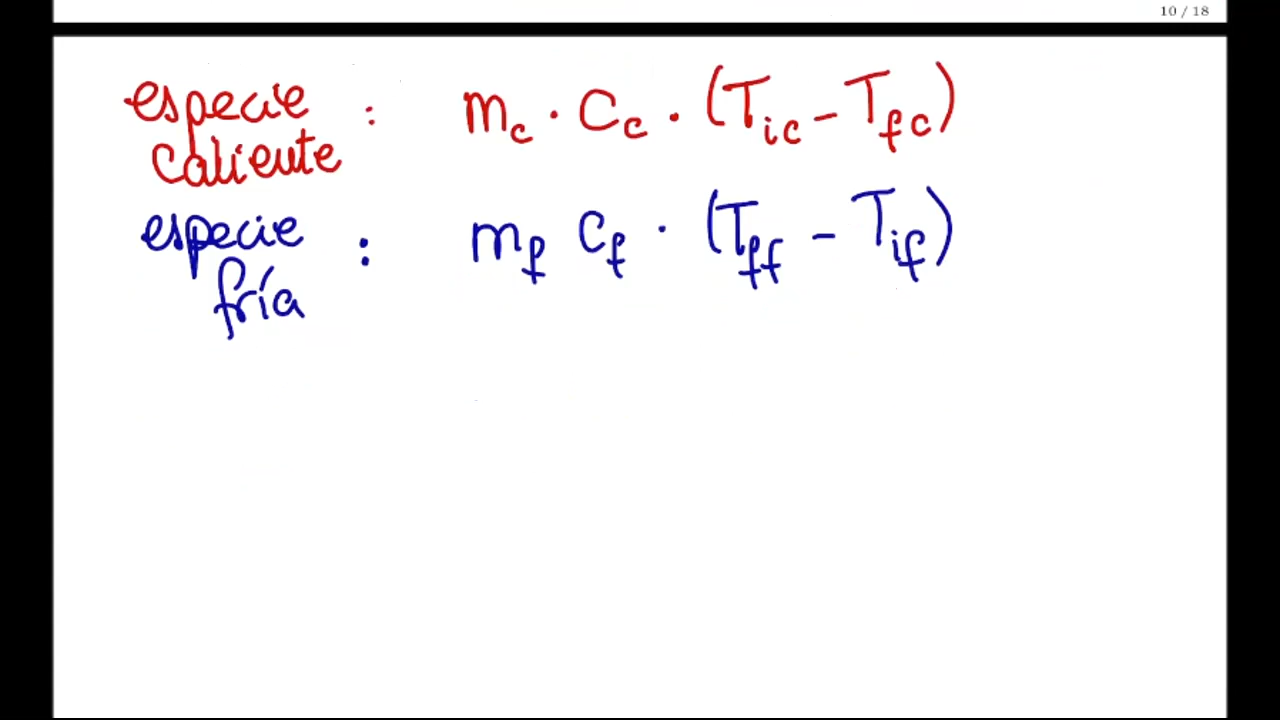 10 / 18
especie : m_c · C_c · (T_ic – T_fc)
caliente
especie : m_f C_f · (T_ff – T_if)
fría